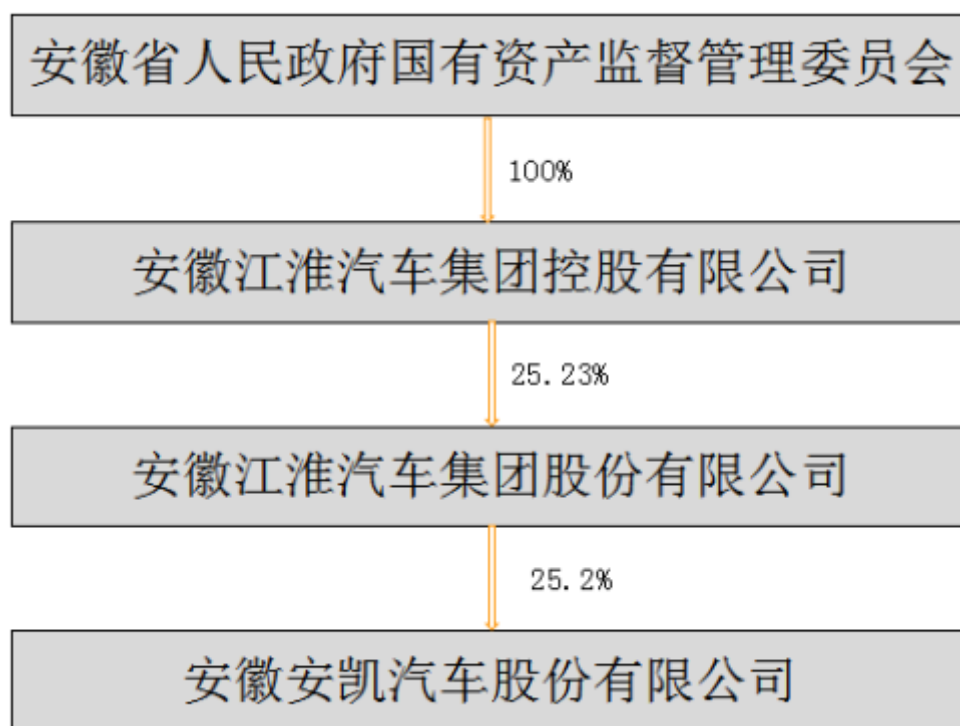 安徽省人民政府国有资产监督管理委员会
100%
安徽江淮汽车集团控股有限公司
25.23%
安徽江淮汽车集团股份有限公司
25.2%
安徽安凯汽车股份有限公司